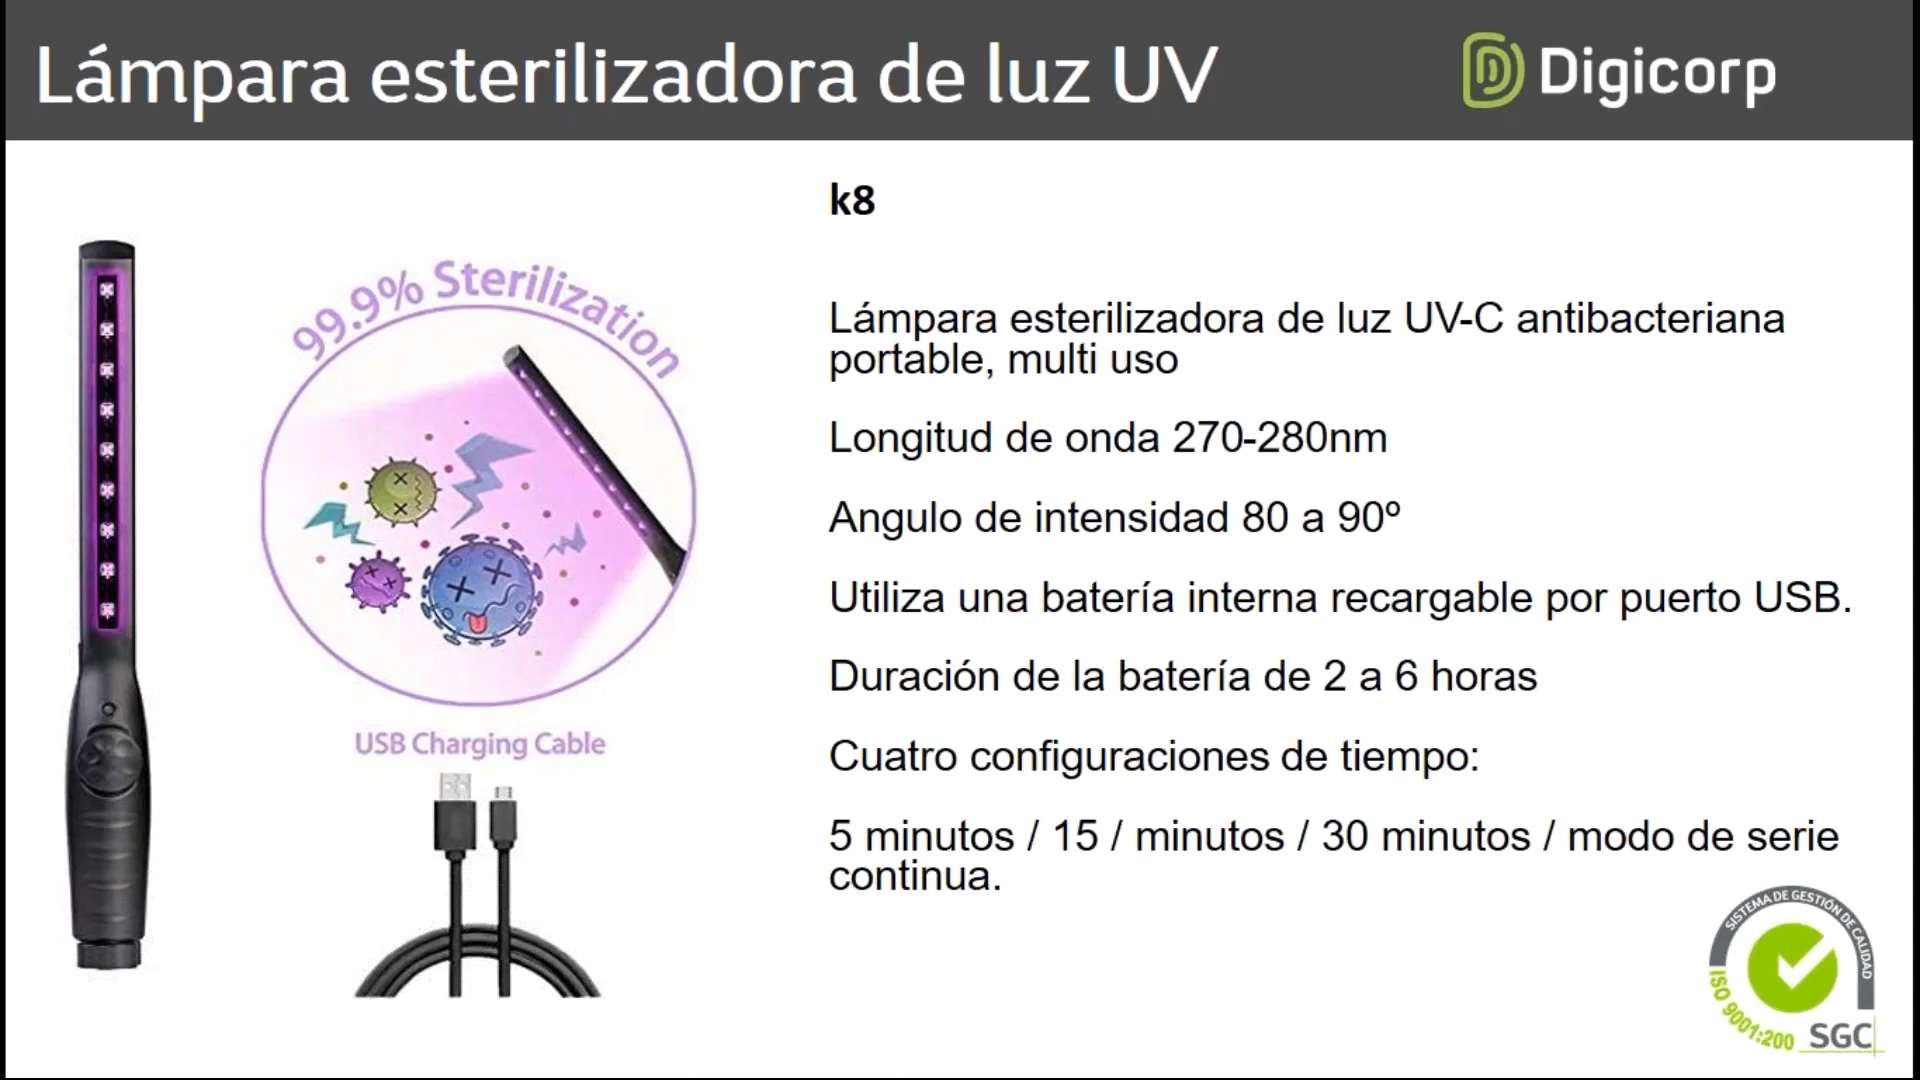 Lámpara esterilizadora de luz UV
Digicorp
k8
99.9% Sterilization
Lámpara esterilizadora de luz UV-C antibacteriana
portable, multi uso
Longitud de onda 270-280nm
Angulo de intensidad 80 a 90º
Utiliza una batería interna recargable por puerto USB.
Duración de la batería de 2 a 6 horas
USB Charging Cable
Cuatro configuraciones de tiempo:
5 minutos / 15 / minutos / 30 minutos / modo de serie
continua.
SISTEMA DE GESTIÓN DE CALIDAD
ISO 9001:200
SGC